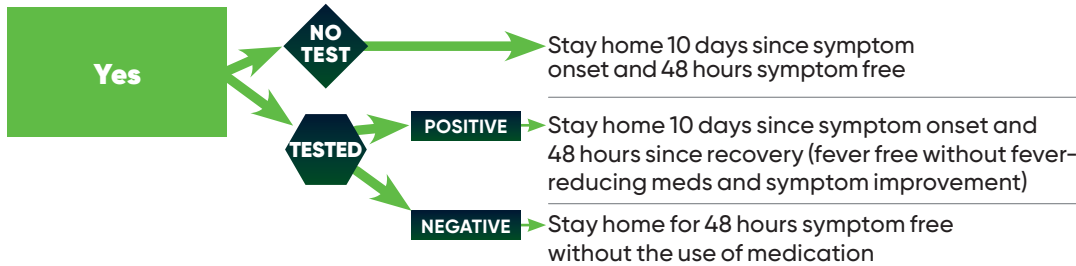 Yes
NO
TEST
Stay home 10 days since symptom
onset and 48 hours symptom free
TESTED
POSITIVE
Stay home 10 days since symptom onset and
48 hours since recovery (fever free without fever-
reducing meds and symptom improvement)
NEGATIVE
Stay home for 48 hours symptom free
without the use of medication